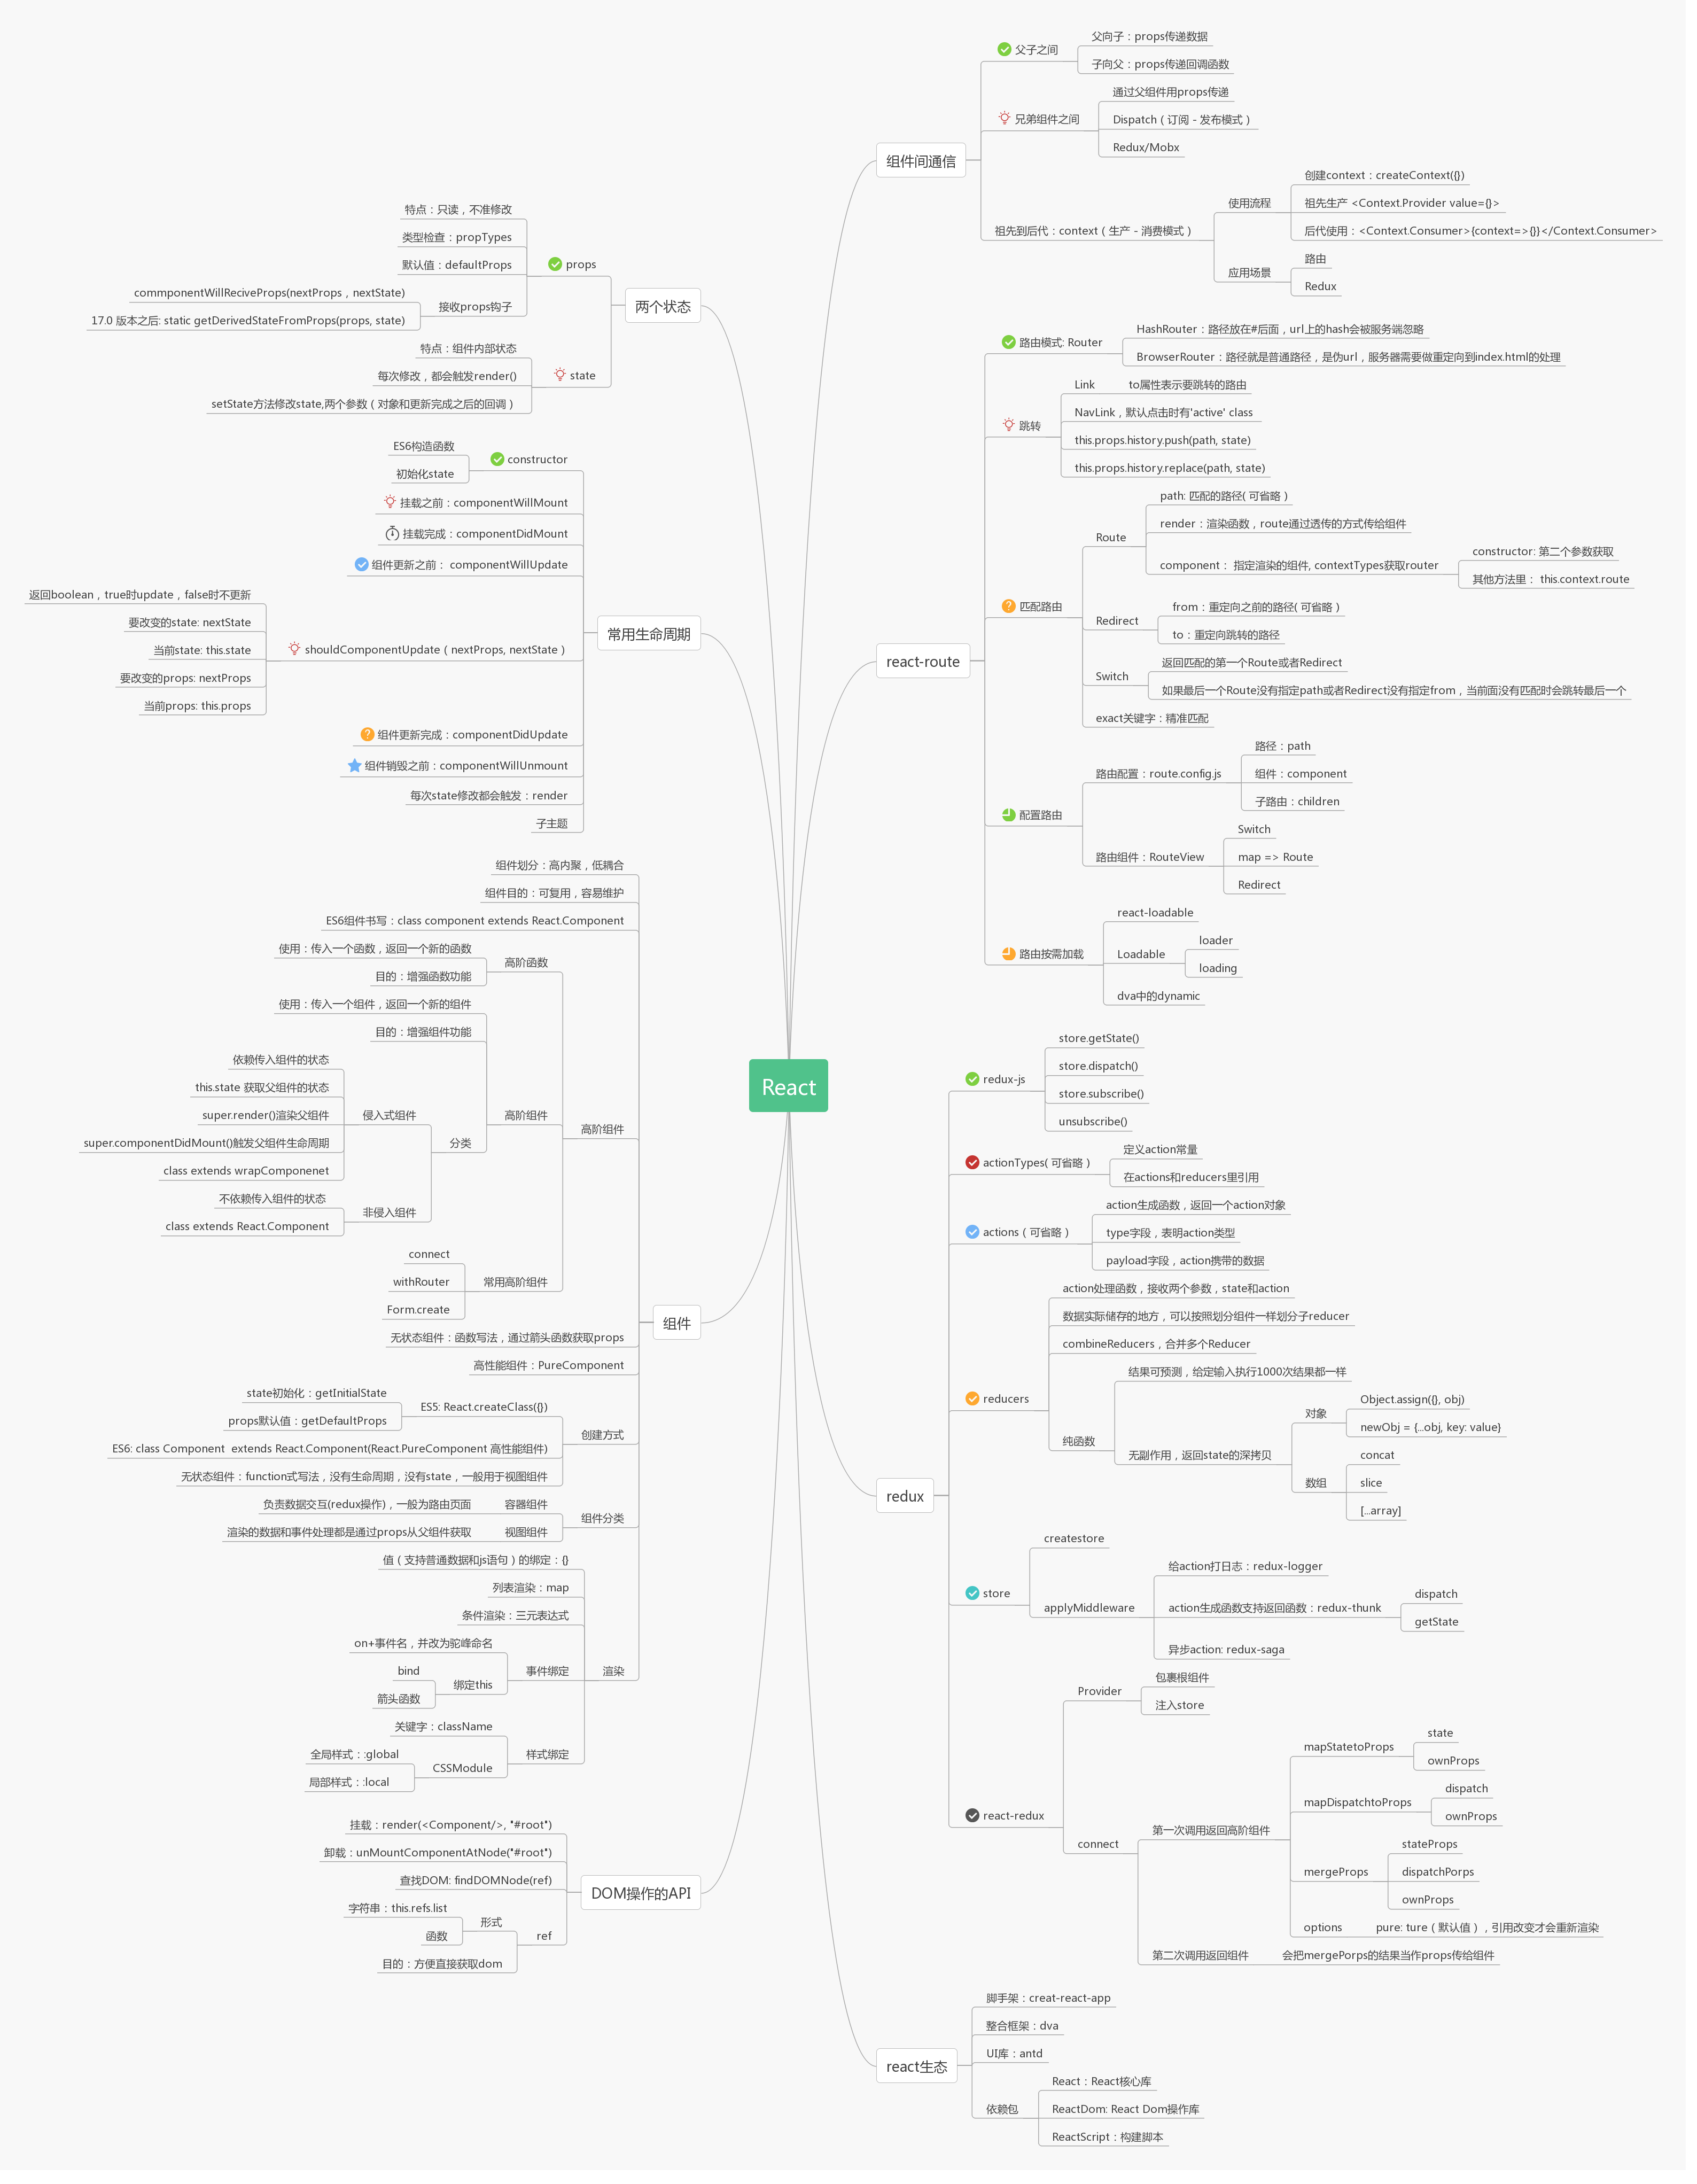 React
组件间通信
父子之间
父向子：props传递数据
子向父：props传递回调函数
兄弟组件之间
通过父组件用props传递
Dispatch（订阅 - 发布模式）
Redux/Mobx
祖先到后代：context（生产 - 消费模式）
使用流程
创建context：createContext({})
祖先生产 <Context.Provider value={}>
后代使用：<Context.Consumer>{context=>{}}</Context.Consumer>
应用场景
路由
Redux
react-route
路由模式: Router
HashRouter：路径放在#后面，url上的hash会被服务端忽略
BrowserRouter：路径就是普通路径，是伪url，服务器需要做重定向到index.html的处理
跳转
Link
to属性表示要跳转的路由
NavLink，默认点击时有'active' class
this.props.history.push(path, state)
this.props.history.replace(path, state)
匹配路由
Route
path: 匹配的路径( 可省略 )
render：渲染函数，route通过透传的方式传给组件
component： 指定渲染的组件, contextTypes获取router
constructor: 第二个参数获取
其他方法里： this.context.route
Redirect
from：重定向之前的路径( 可省略 )
to：重定向跳转的路径
Switch
返回匹配的第一个Route或者Redirect
如果最后一个Route没有指定path或者Redirect没有指定from，当前面没有匹配时会跳转最后一个
exact关键字：精准匹配
配置路由
路由配置：route.config.js
路径：path
组件：component
子路由：children
路由组件：RouteView
Switch
map => Route
Redirect
路由按需加载
react-loadable
Loadable
loader
loading
dva中的dynamic
redux
redux-js
store.getState()
store.dispatch()
store.subscribe()
unsubscribe()
actionTypes( 可省略 )
定义action常量
在actions和reducers里引用
actions（可省略）
action生成函数，返回一个action对象
type字段，表明action类型
payload字段，action携带的数据
reducers
action处理函数，接收两个参数，state和action
数据实际储存的地方，可以按照划分组件一样划分子reducer
combineReducers，合并多个Reducer
纯函数
结果可预测，给定输入执行1000次结果都一样
无副作用，返回state的深拷贝
对象
Object.assign({}, obj)
newObj = {...obj, key: value}
数组
concat
slice
[...array]
store
createstore
applyMiddleware
给action打日志：redux-logger
action生成函数支持返回函数：redux-thunk
dispatch
getState
异步action: redux-saga
react-redux
Provider
包裹根组件
注入store
connect
第一次调用返回高阶组件
mapStatetoProps
state
ownProps
mapDispatchtoProps
dispatch
ownProps
mergeProps
stateProps
dispatchPorps
ownProps
options
pure: ture（默认值），引用改变才会重新渲染
第二次调用返回组件
会把mergePorps的结果当作props传给组件
react生态
脚手架：creat-react-app
整合框架：dva
UI库：antd
依赖包
React：React核心库
ReactDom: React Dom操作库
ReactScript：构建脚本
两个状态
props
特点：只读，不准修改
类型检查：propTypes
默认值：defaultProps
接收props钩子
commponentWillReciveProps(nextProps，nextState)
17.0 版本之后: static getDerivedStateFromProps(props, state)
state
特点：组件内部状态
每次修改，都会触发render()
setState方法修改state,两个参数（对象和更新完成之后的回调）
常用生命周期
constructor
ES6构造函数
初始化state
挂载之前：componentWillMount
挂载完成：componentDidMount
组件更新之前： componentWillUpdate
shouldComponentUpdate（nextProps, nextState）
返回boolean，true时update，false时不更新
要改变的state: nextState
当前state: this.state
要改变的props: nextProps
当前props: this.props
组件更新完成：componentDidUpdate
组件销毁之前：componentWillUnmount
每次state修改都会触发：render
子主题
组件
组件划分：高内聚，低耦合
组件目的：可复用，容易维护
ES6组件书写：class component extends React.Component
高阶组件
高阶函数
使用：传入一个函数，返回一个新的函数
目的：增强函数功能
高阶组件
使用：传入一个组件，返回一个新的组件
目的：增强组件功能
分类
侵入式组件
依赖传入组件的状态
this.state 获取父组件的状态
super.render()渲染父组件
super.componentDidMount()触发父组件生命周期
class extends wrapComponenet
非侵入组件
不依赖传入组件的状态
class extends React.Component
常用高阶组件
connect
withRouter
Form.create
无状态组件：函数写法，通过箭头函数获取props
高性能组件：PureComponent
创建方式
ES5: React.createClass({})
state初始化：getInitialState
props默认值：getDefaultProps
ES6: class Component  extends React.Component(React.PureComponent 高性能组件)
无状态组件：function式写法，没有生命周期，没有state，一般用于视图组件
组件分类
容器组件
负责数据交互(redux操作)，一般为路由页面
视图组件
渲染的数据和事件处理都是通过props从父组件获取
渲染
值（支持普通数据和js语句）的绑定：{}
列表渲染：map
条件渲染：三元表达式
事件绑定
on+事件名，并改为驼峰命名
绑定this
bind
箭头函数
样式绑定
关键字：className
CSSModule
全局样式：:global
局部样式：:local
DOM操作的API
挂载：render(<Component/>, "#root")
卸载：unMountComponentAtNode("#root")
查找DOM: findDOMNode(ref)
ref
形式
字符串：this.refs.list
函数
目的：方便直接获取dom